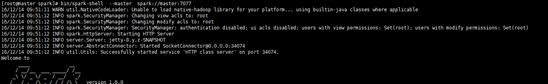 [root@master spark]# bin/spark-shell --master spark://master:7077
16/12/14 09:51:11 WARN util.NativeCodeLoader: Unable to load native-hadoop library for your platform... using builtin-java classes where applicable
16/12/14 09:51:12 INFO spark.SecurityManager: Changing view acls to: root
16/12/14 09:51:12 INFO spark.SecurityManager: Changing modify acls to: root
16/12/14 09:51:12 INFO spark.SecurityManager: SecurityManager: authentication disabled; ui acls disabled; users with view permissions: Set(root); users with modify permissions: Set(root)
16/12/14 09:51:12 INFO spark.HttpServer: Starting HTTP Server
16/12/14 09:51:12 INFO server.Server: jetty-8.y.z-SNAPSHOT
16/12/14 09:51:12 INFO server.AbstractConnector: Started SocketConnector@0.0.0.0:34074
16/12/14 09:51:12 INFO util.Utils: Successfully started service 'HTTP class server' on port 34074.
Welcome to
version 1.6.0